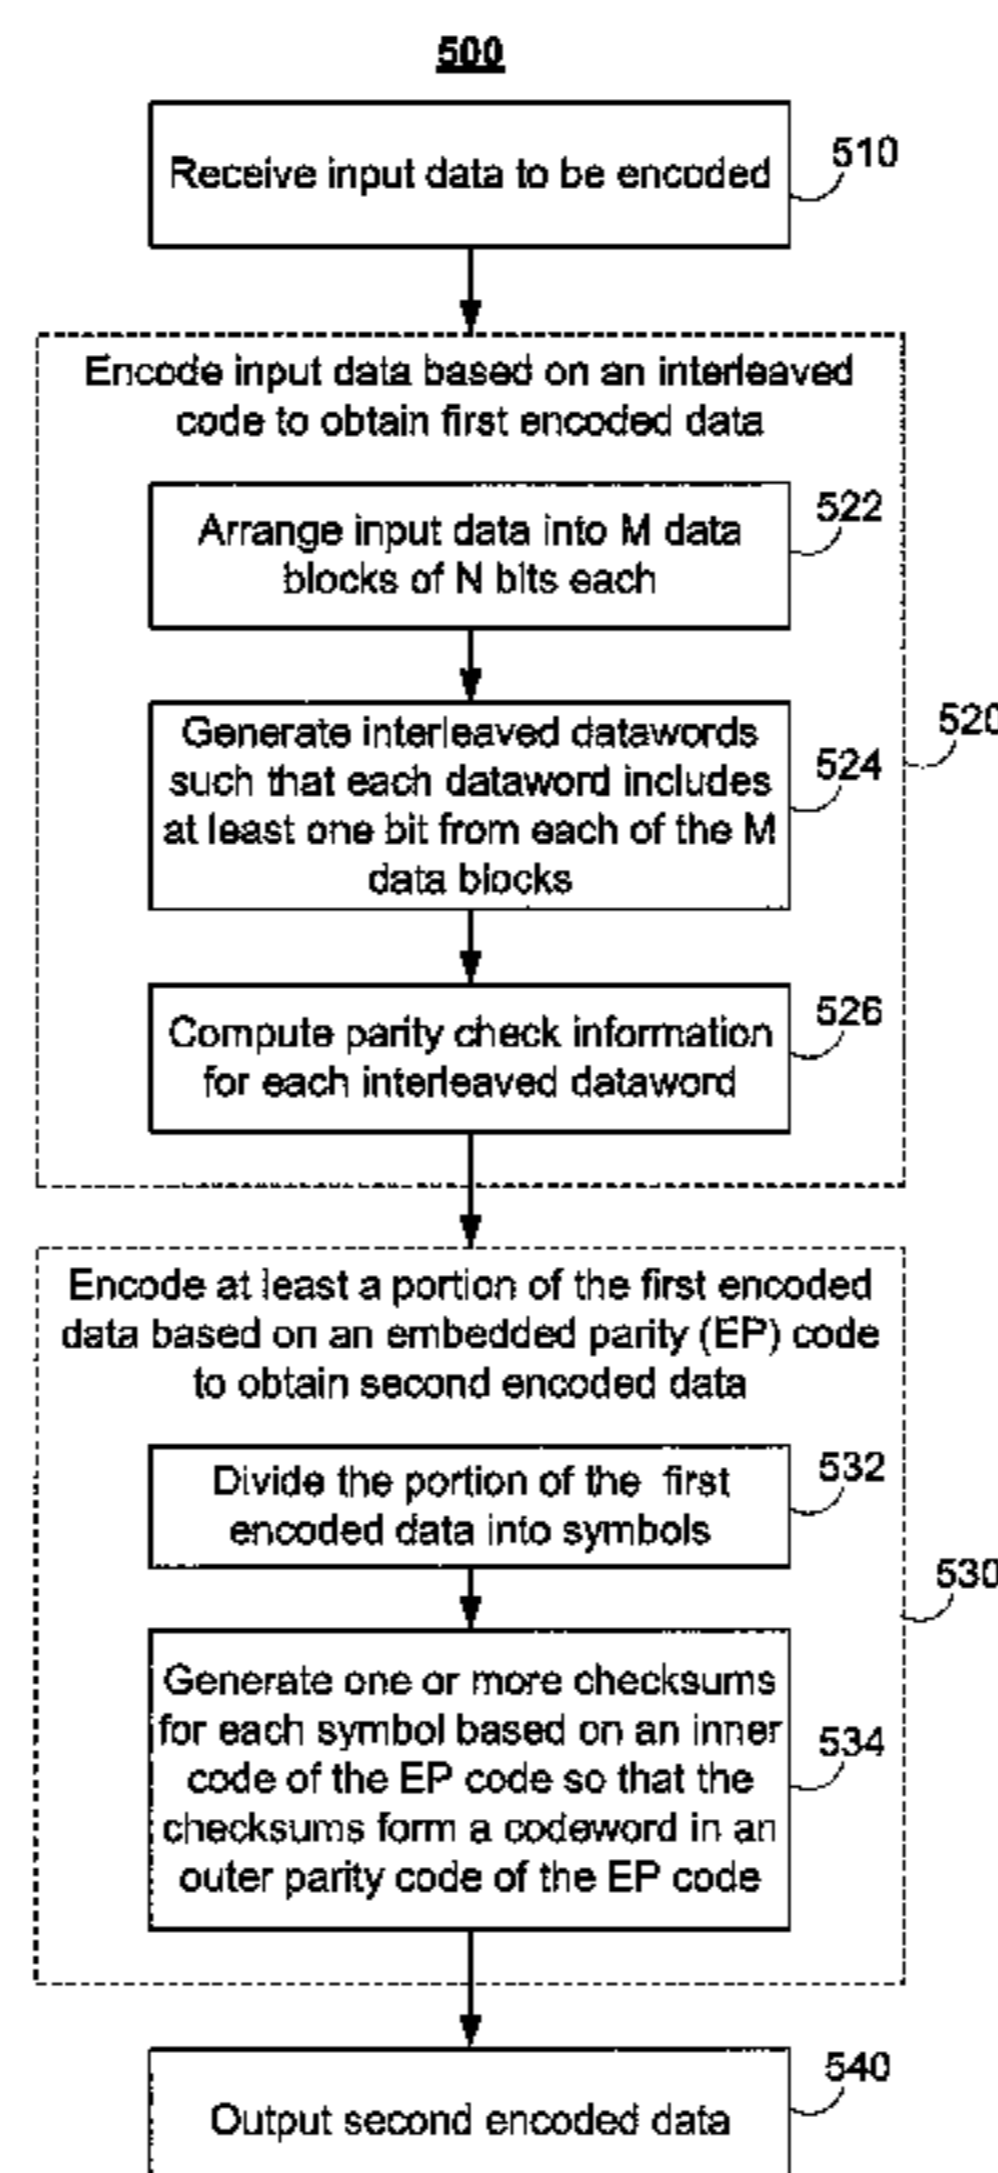 500
Receive input data to be encoded
510
Encode input data based on an interleaved
code to obtain first encoded data
Arrange input data into M data
blocks of N bits each
522
Generate interleaved datawords
such that each dataword includes
at least one bit from each of the M
data blocks
524
520
Compute parity check information
for each interleaved dataword
526
Encode at least a portion of the first encoded
data based on an embedded parity (EP) code
to obtain second encoded data
Divide the portion of the first
encoded data into symbols
532
530
Generate one or more checksums
for each symbol based on an inner
code of the EP code so that the
checksums form a codeword in an
outer parity code of the EP code
534
Output second encoded data
540